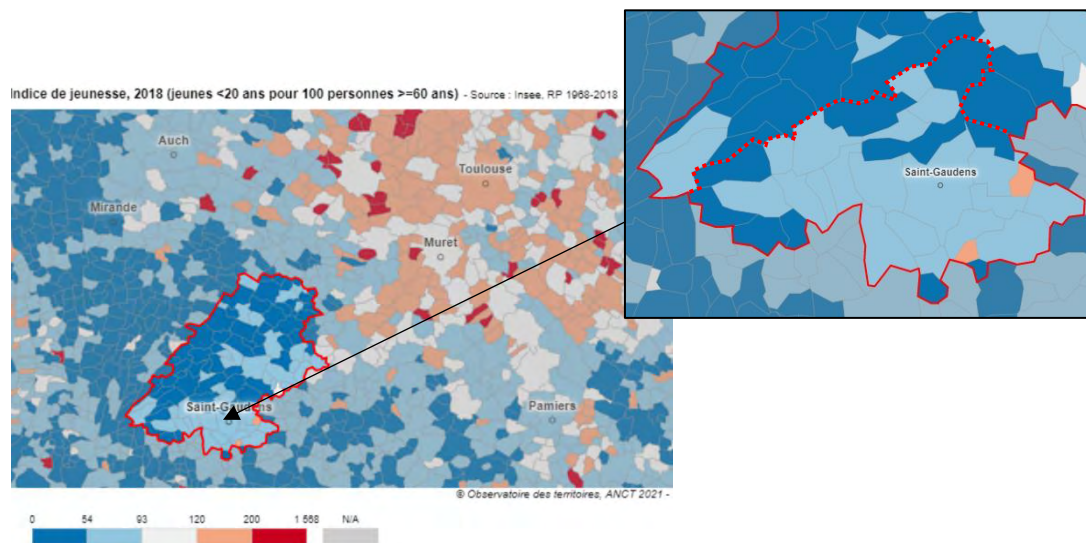 Indice de jeunesse, 2018 (jeunes <20 ans pour 100 personnes >=60 ans) - Source : Insee, RP 1968-2018
Auch
Toulouse
Mirande
Muret
Saint-Gaudens
Pamiers
Saint-Gaudens
© Observatoire des territoires, ANCT 2021 -
0 54 93 120 200 1 568 N/A